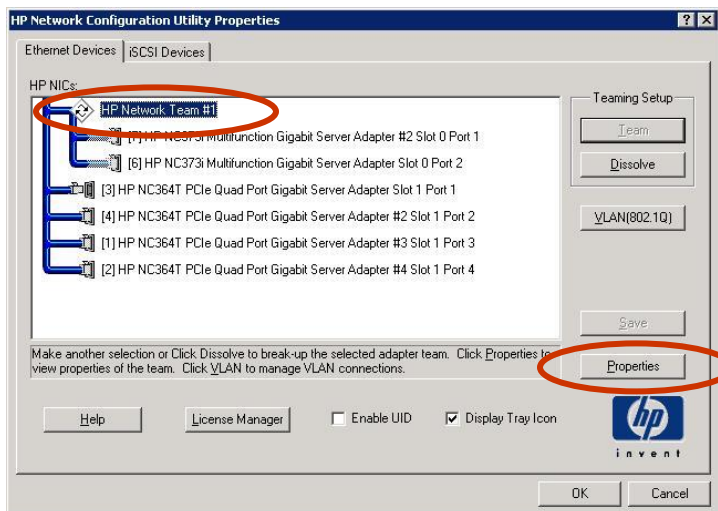 HP Network Configuration Utility Properties
Ethernet Devices
iSCSI Devices
HP NICs:
HP Network Team #1
[7] HP NC373i Multifunction Gigabit Server Adapter #2 Slot 0 Port 1
[6] HP NC373i Multifunction Gigabit Server Adapter Slot 0 Port 2
[3] HP NC364T PCIe Quad Port Gigabit Server Adapter Slot 1 Port 1
[4] HP NC364T PCIe Quad Port Gigabit Server Adapter #2 Slot 1 Port 2
[1] HP NC364T PCIe Quad Port Gigabit Server Adapter #3 Slot 1 Port 3
[2] HP NC364T PCIe Quad Port Gigabit Server Adapter #4 Slot 1 Port 4
Teaming Setup
Team
Dissolve
VLAN(802.1Q)
Save
Properties
Make another selection or Click Dissolve to break-up the selected adapter team. Click Properties to
view properties of the team. Click VLAN to manage VLAN connections.
Help
License Manager
Enable UID
Display Tray Icon
hp
invent
OK
Cancel